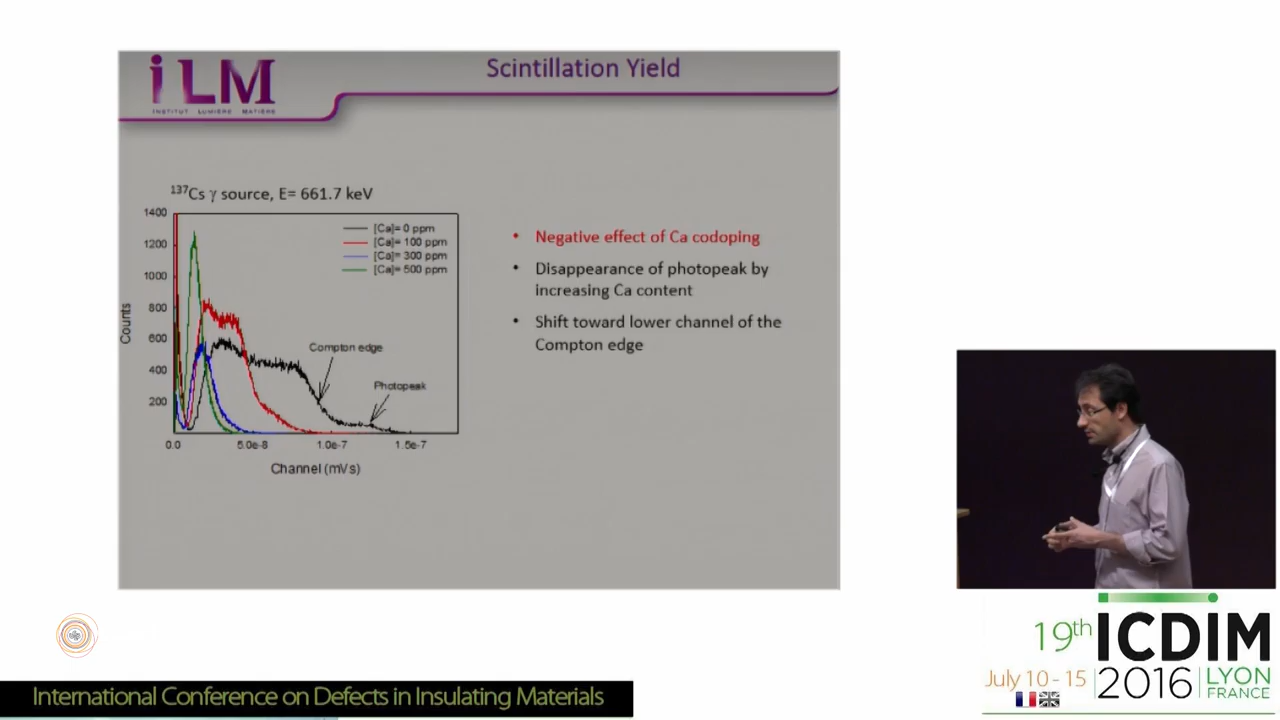 iLM
INSTITUT LUMIÈRE MATIÈRE
Scintillation Yield
137Cs γ source, E= 661.7 keV
1400
1200
1000
800
600
400
200
Counts
[Ca]= 0 ppm
[Ca]= 100 ppm
[Ca]= 300 ppm
[Ca]= 500 ppm
Compton edge
Photopeak
0.0 5.0e-8 1.0e-7 1.5e-7
Channel (mVs)
• Negative effect of Ca codoping
• Disappearance of photopeak by
increasing Ca content
• Shift toward lower channel of the
Compton edge
19th ICDIM
July 10 - 15 2016 LYON
FRANCE
International Conference on Defects in Insulating Materials